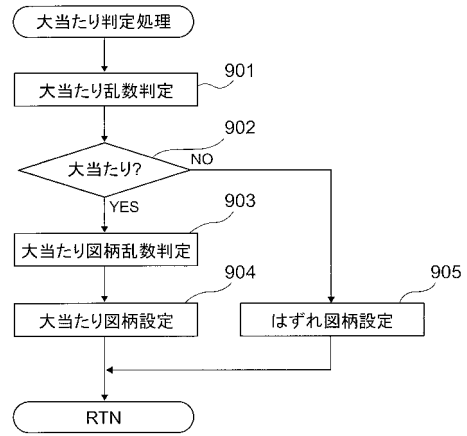 大当たり判定処理
901
大当たり乱数判定
902
大当たり?
NO
YES
903
大当たり図柄乱数判定
904
大当たり図柄設定
905
はずれ図柄設定
RTN